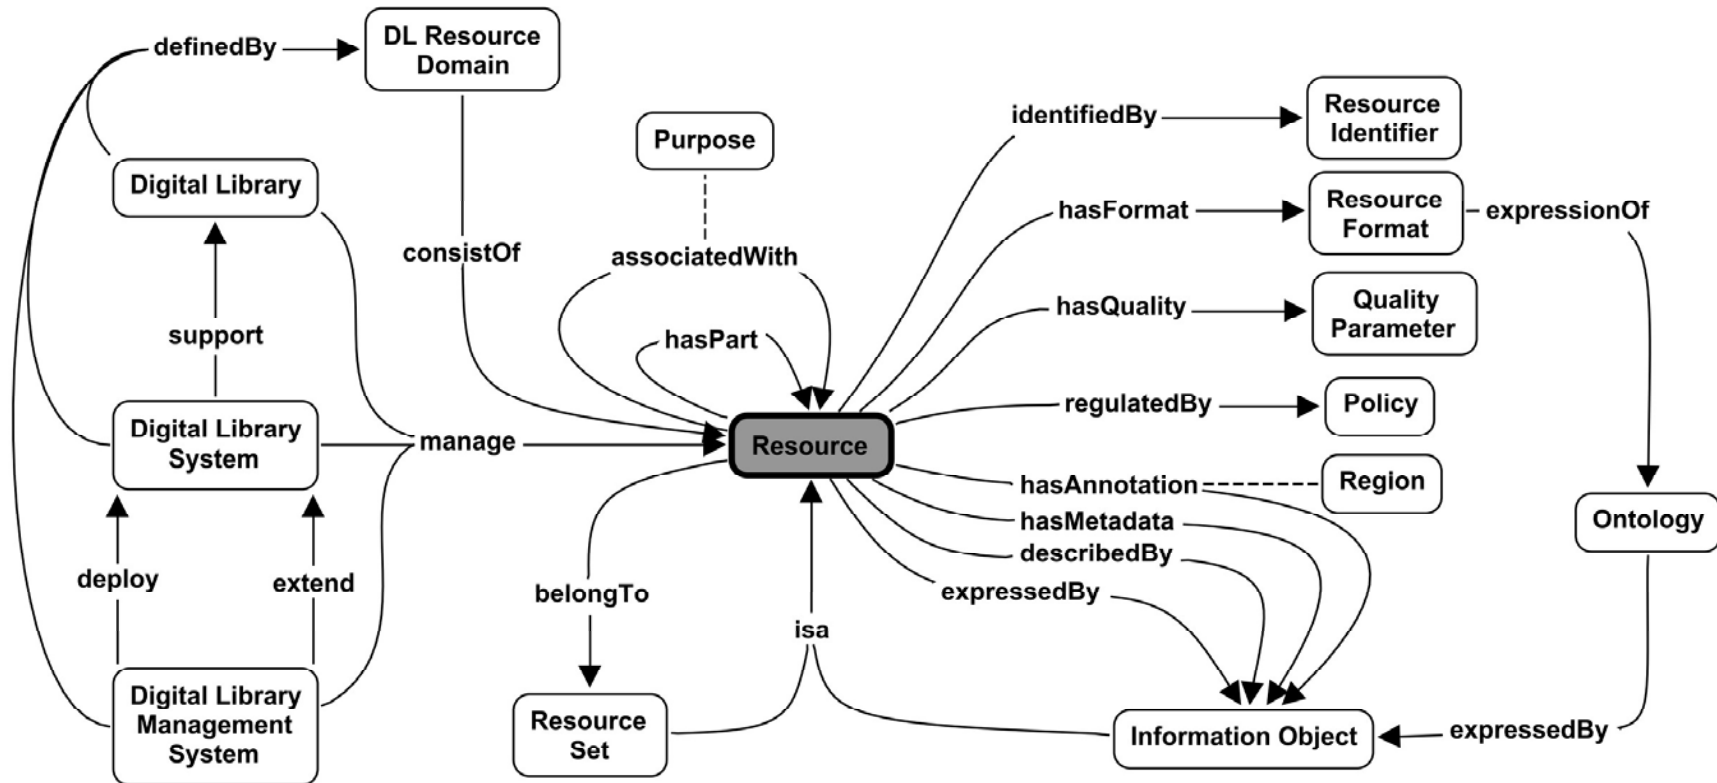 definedBy
DL Resource
Domain
Purpose
identifiedBy
Resource
Identifier
Digital Library
hasFormat
Resource
Format
expressionOf
consistOf
associatedWith
hasQuality
Quality
Parameter
support
hasPart
regulatedBy
Policy
Digital Library
System
manage
Resource
hasAnnotation
Region
hasMetadata
Ontology
describedBy
deploy
extend
belongTo
expressedBy
isa
Digital Library
Management
System
Resource
Set
Information Object
expressedBy